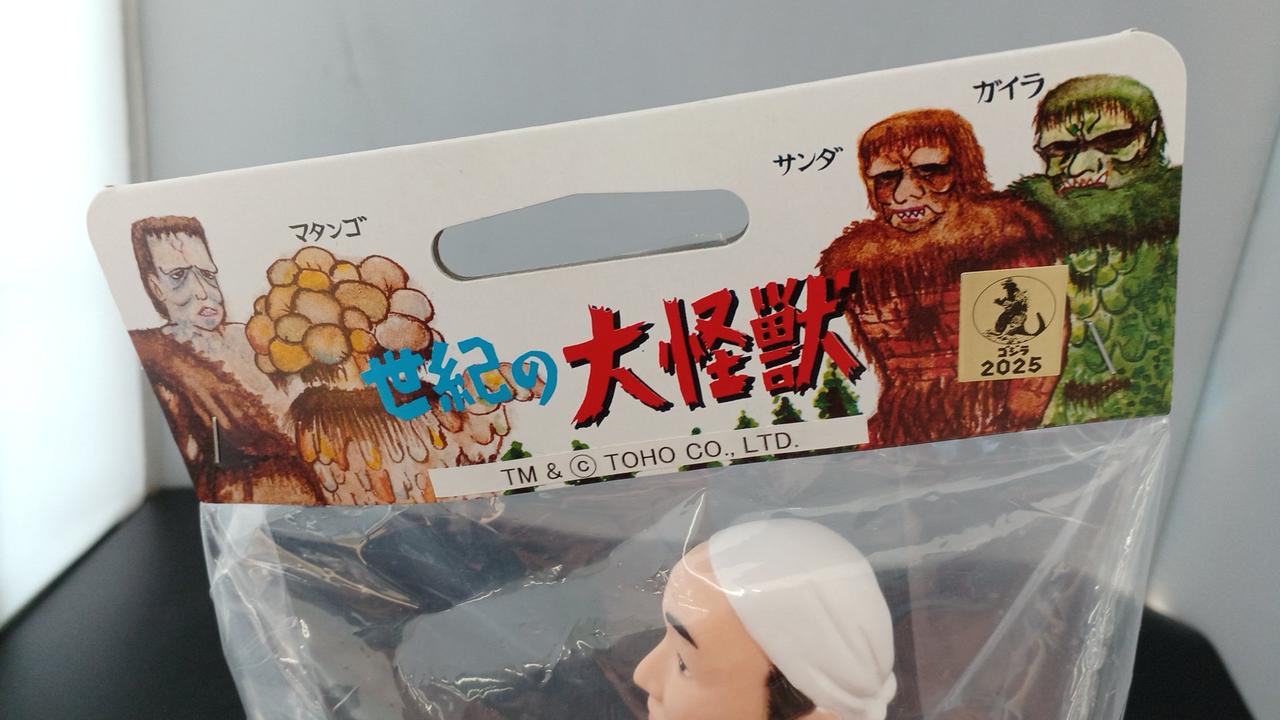 ガイラ
サンダ
マタンゴ
世紀の大怪獣
ゴジラ
2025
TM & © TOHO CO., LTD.